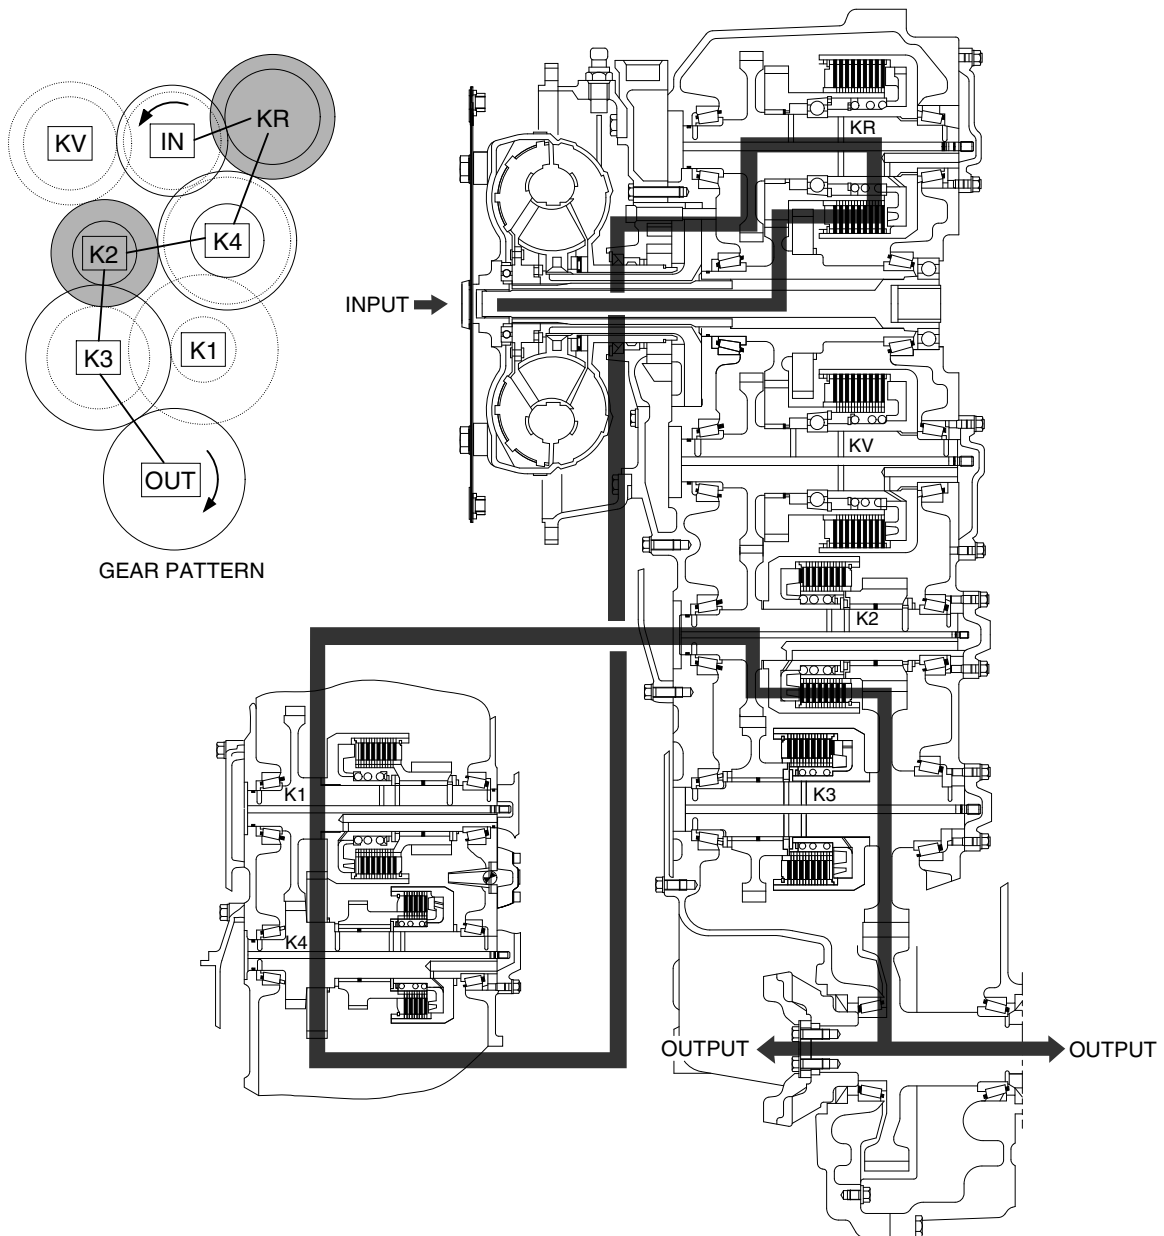 KV
IN
KR
K2
K4
K3
K1
OUT
GEAR PATTERN
INPUT
KR
KV
K2
K3
K1
K4
OUTPUT
OUTPUT